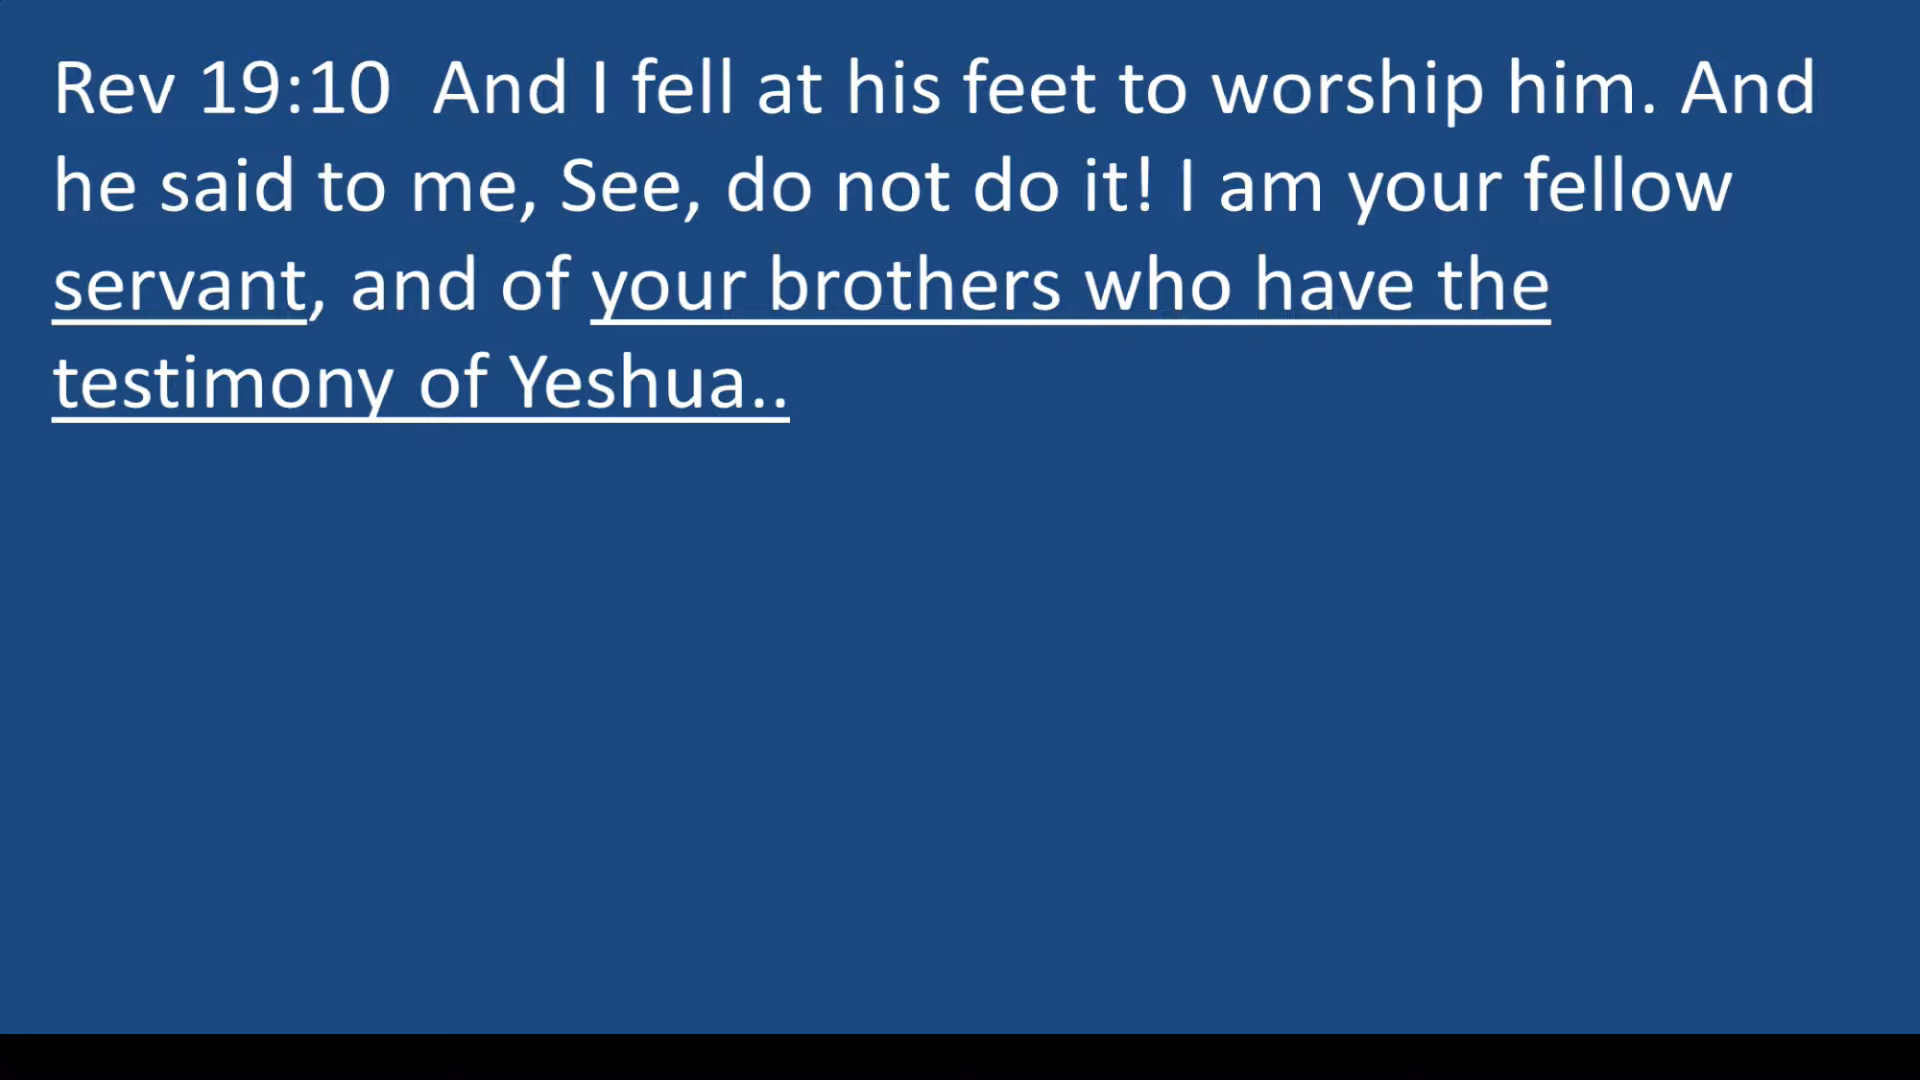 Rev 19:10  And I fell at his feet to worship him. And
he said to me, See, do not do it! I am your fellow
servant, and of your brothers who have the
testimony of Yeshua..